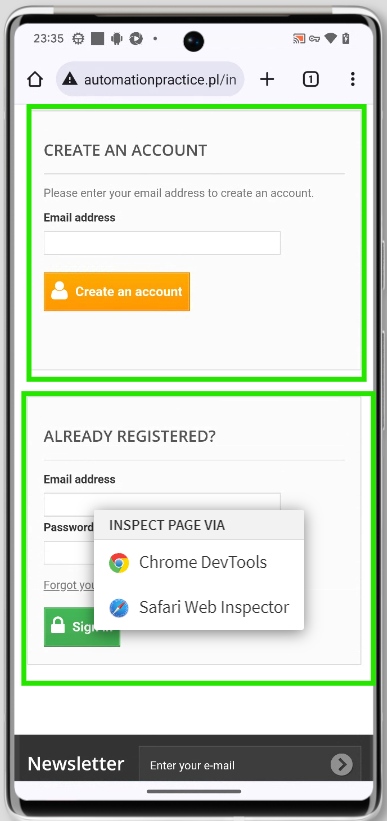 23:35
automationpractice.pl/in
1
CREATE AN ACCOUNT
Please enter your email address to create an account.
Email address
Create an account
ALREADY REGISTERED?
Email address
Password
INSPECT PAGE VIA
Chrome DevTools
Forgot you
Safari Web Inspector
Sign
Newsletter
Enter your e-mail